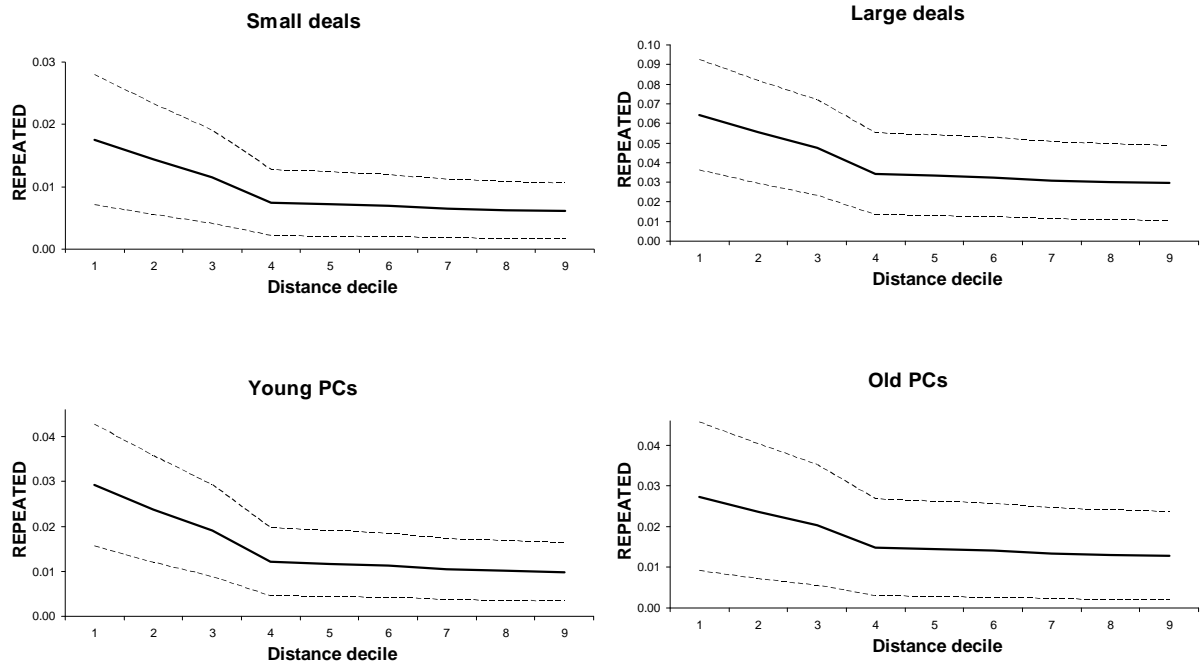 Small deals
0.03
0.02
0.01
0.00
REPEATED
1 2 3 4 5 6 7 8 9
Distance decile
Large deals
0.10
0.09
0.08
0.07
0.06
0.05
0.04
0.03
0.02
0.01
0.00
REPEATED
1 2 3 4 5 6 7 8 9
Distance decile
Young PCs
0.04
0.03
0.02
0.01
0.00
REPEATED
1 2 3 4 5 6 7 8 9
Distance decile
Old PCs
0.04
0.03
0.02
0.01
0.00
REPEATED
1 2 3 4 5 6 7 8 9
Distance decile